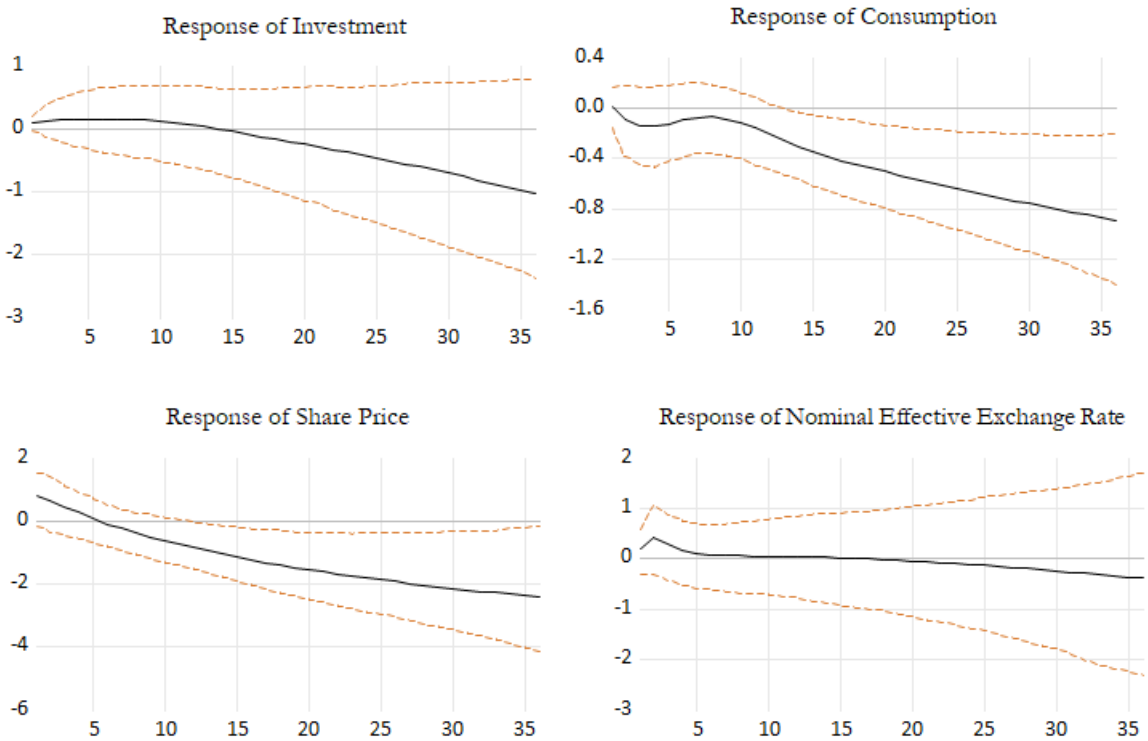 Response of Investment
1
0
-1
-2
-3
5 10 15 20 25 30 35
Response of Consumption
0.4
0.0
-0.4
-0.8
-1.2
-1.6
5 10 15 20 25 30 35
Response of Share Price
2
0
-2
-4
-6
5 10 15 20 25 30 35
Response of Nominal Effective Exchange Rate
2
1
0
-1
-2
-3
5 10 15 20 25 30 35